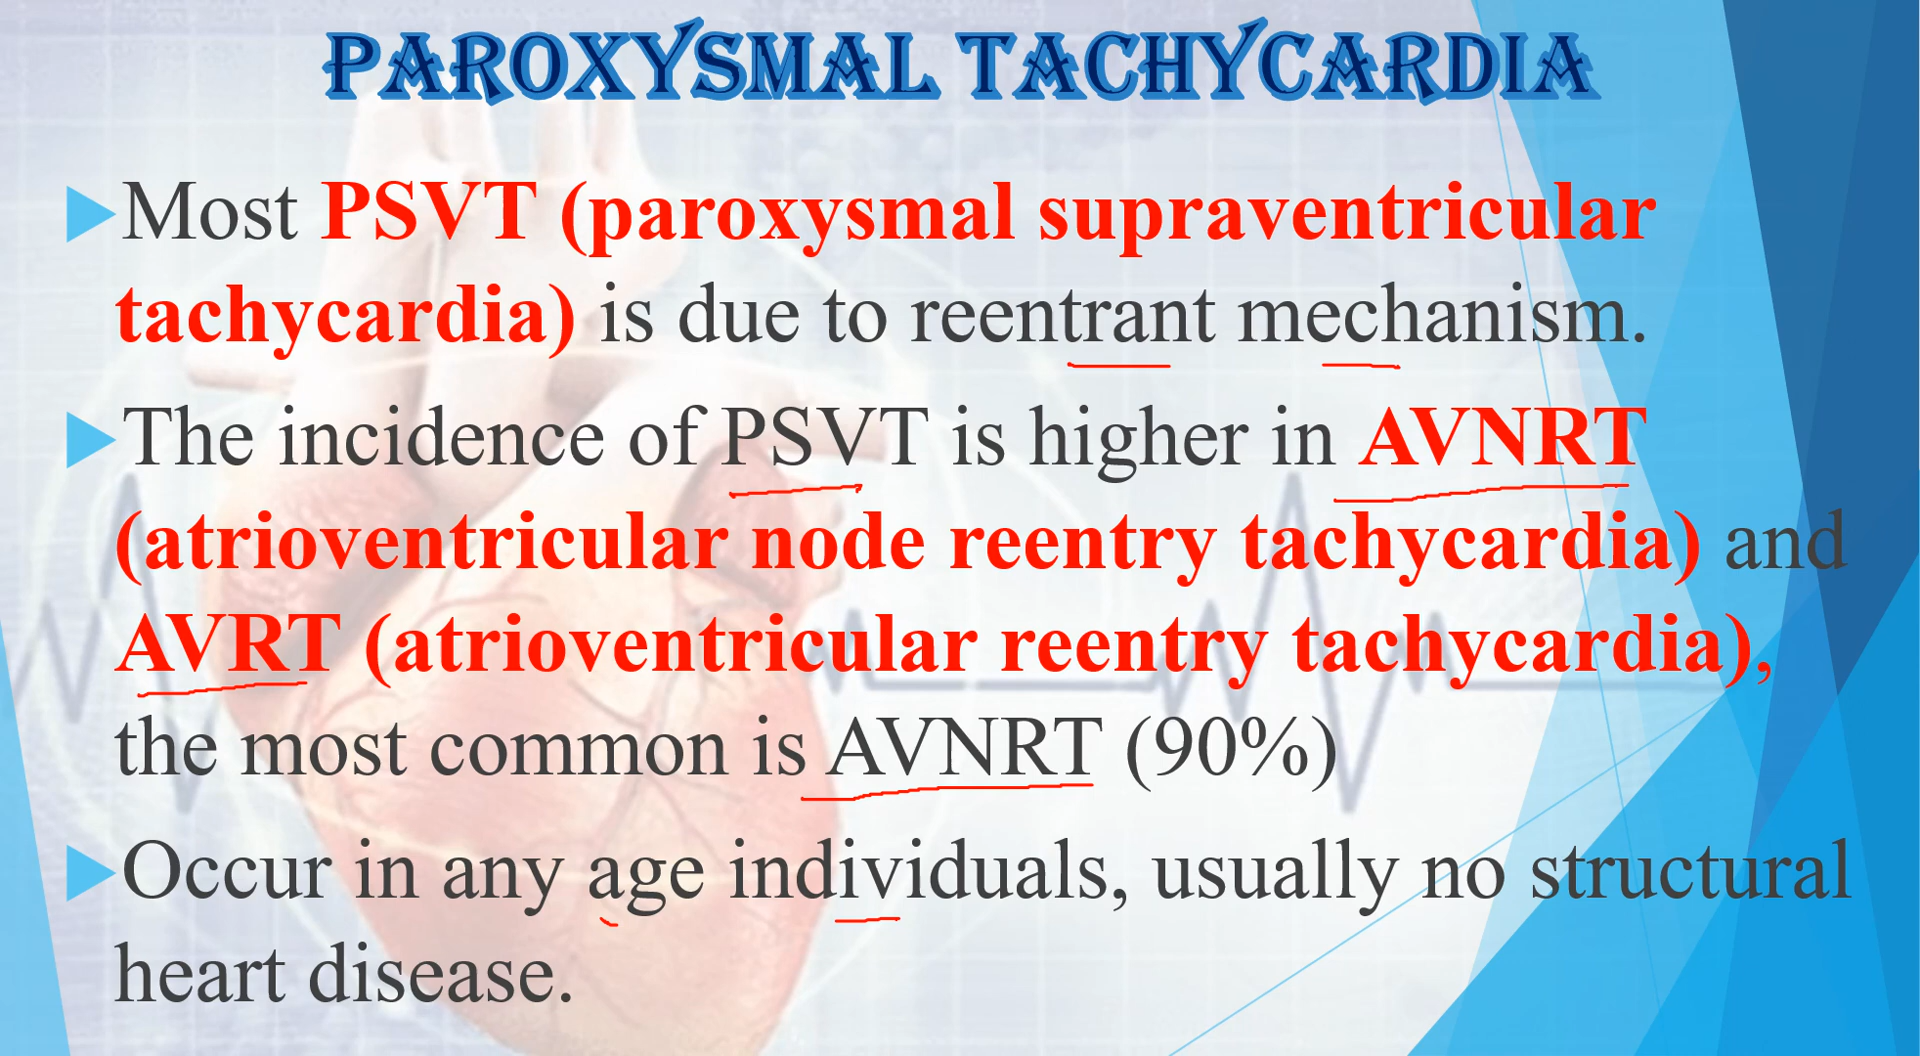 PAROXYSMAL TACHYCARDIA
Most PSVT (paroxysmal supraventricular
tachycardia) is due to reentrant mechanism.
The incidence of PSVT is higher in AVNRT
(atrioventricular node reentry tachycardia) and
AVRT (atrioventricular reentry tachycardia),
the most common is AVNRT (90%)
Occur in any age individuals, usually no structural
heart disease.